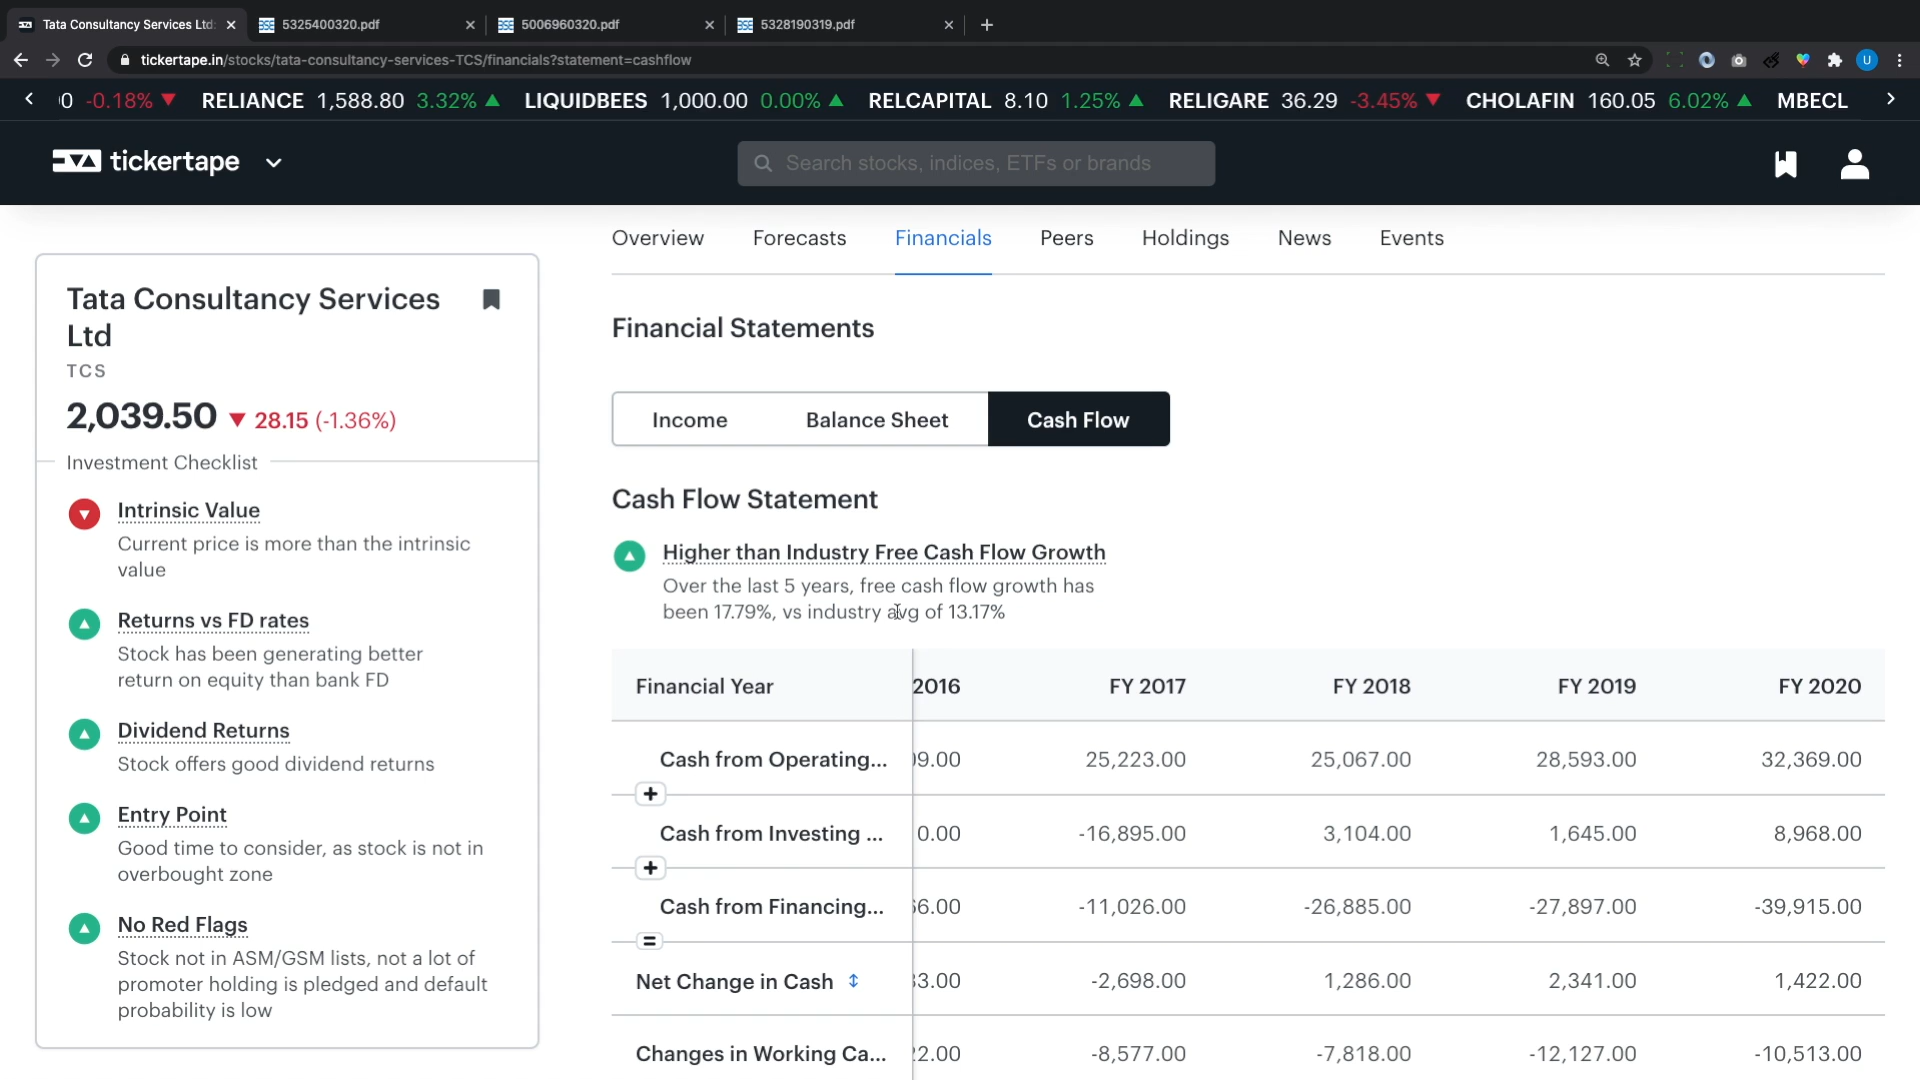 Tata Consultancy Services Ltd
5325400320.pdf
5006960320.pdf
5328190319.pdf
tickertape.in/stocks/tata-consultancy-services-TCS/financials?statement=cashflow
U
-0.18% ▼ RELIANCE 1,588.80 3.32% ▲ LIQUIDBEES 1,000.00 0.00% ▲ RELCAPITAL 8.10 1.25% ▲ RELIGARE 36.29 -3.45% ▼ CHOLAFIN 160.05 6.02% ▲ MBECL
tickertape
Search stocks, indices, ETFs or brands
Overview Forecasts Financials Peers Holdings News Events
Tata Consultancy Services
Ltd
TCS
2,039.50 ▼ 28.15 (-1.36%)
Investment Checklist
Intrinsic Value
Current price is more than the intrinsic
value
Returns vs FD rates
Stock has been generating better
return on equity than bank FD
Dividend Returns
Stock offers good dividend returns
Entry Point
Good time to consider, as stock is not in
overbought zone
No Red Flags
Stock not in ASM/GSM lists, not a lot of
promoter holding is pledged and default
probability is low
Financial Statements
Income Balance Sheet Cash Flow
Cash Flow Statement
Higher than Industry Free Cash Flow Growth
Over the last 5 years, free cash flow growth has
been 17.79%, vs industry avg of 13.17%
Financial Year 2016 FY 2017 FY 2018 FY 2019 FY 2020
Cash from Operating... 9.00 25,223.00 25,067.00 28,593.00 32,369.00
+
Cash from Investing ... 0.00 -16,895.00 3,104.00 1,645.00 8,968.00
+
Cash from Financing... 6.00 -11,026.00 -26,885.00 -27,897.00 -39,915.00
=
Net Change in Cash 3.00 -2,698.00 1,286.00 2,341.00 1,422.00
Changes in Working Ca... 2.00 -8,577.00 -7,818.00 -12,127.00 -10,513.00